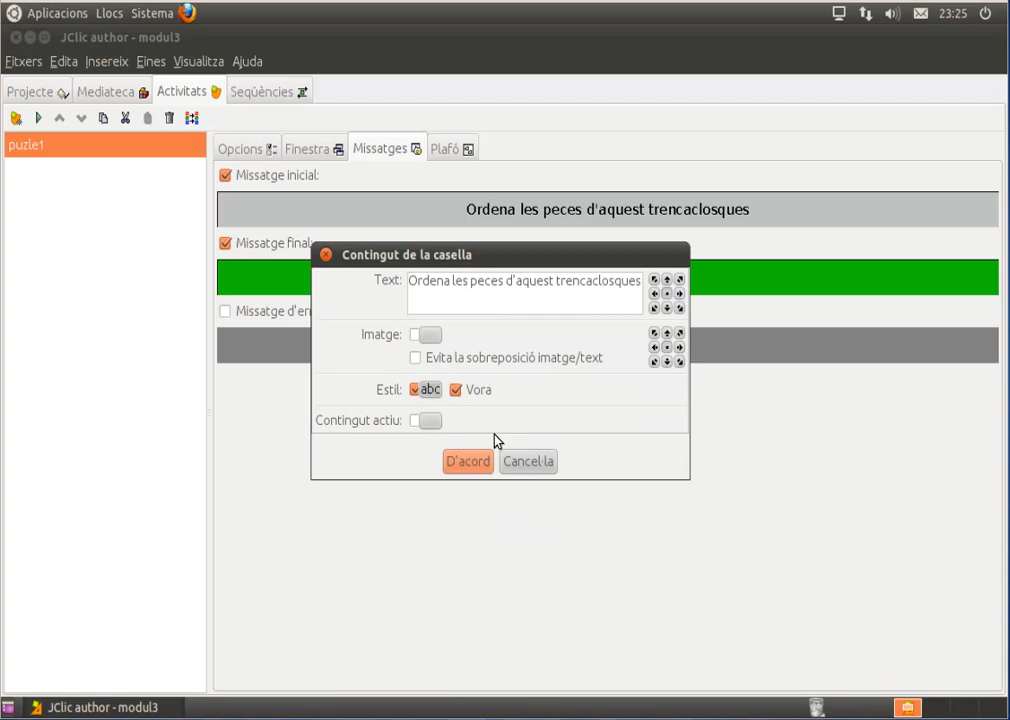 Aplicacions Llocs Sistema 23:25
JClic author - modul3
Fitxers Edita Insereix Eines Visualitza Ajuda
Projecte Mediateca Activitats Seqüències
puzle1
Opcions Finestra Missatges Plafó
Missatge inicial:
Ordena les peces d'aquest trencaclosques
Missatge final:
Missatge d'er
Contingut de la casella
Text: Ordena les peces d'aquest trencaclosques
Imatge:
Evita la sobreposició imatge/text
Estil: abc Vora
Contingut actiu:
D'acord Cancel·la
JClic author - modul3